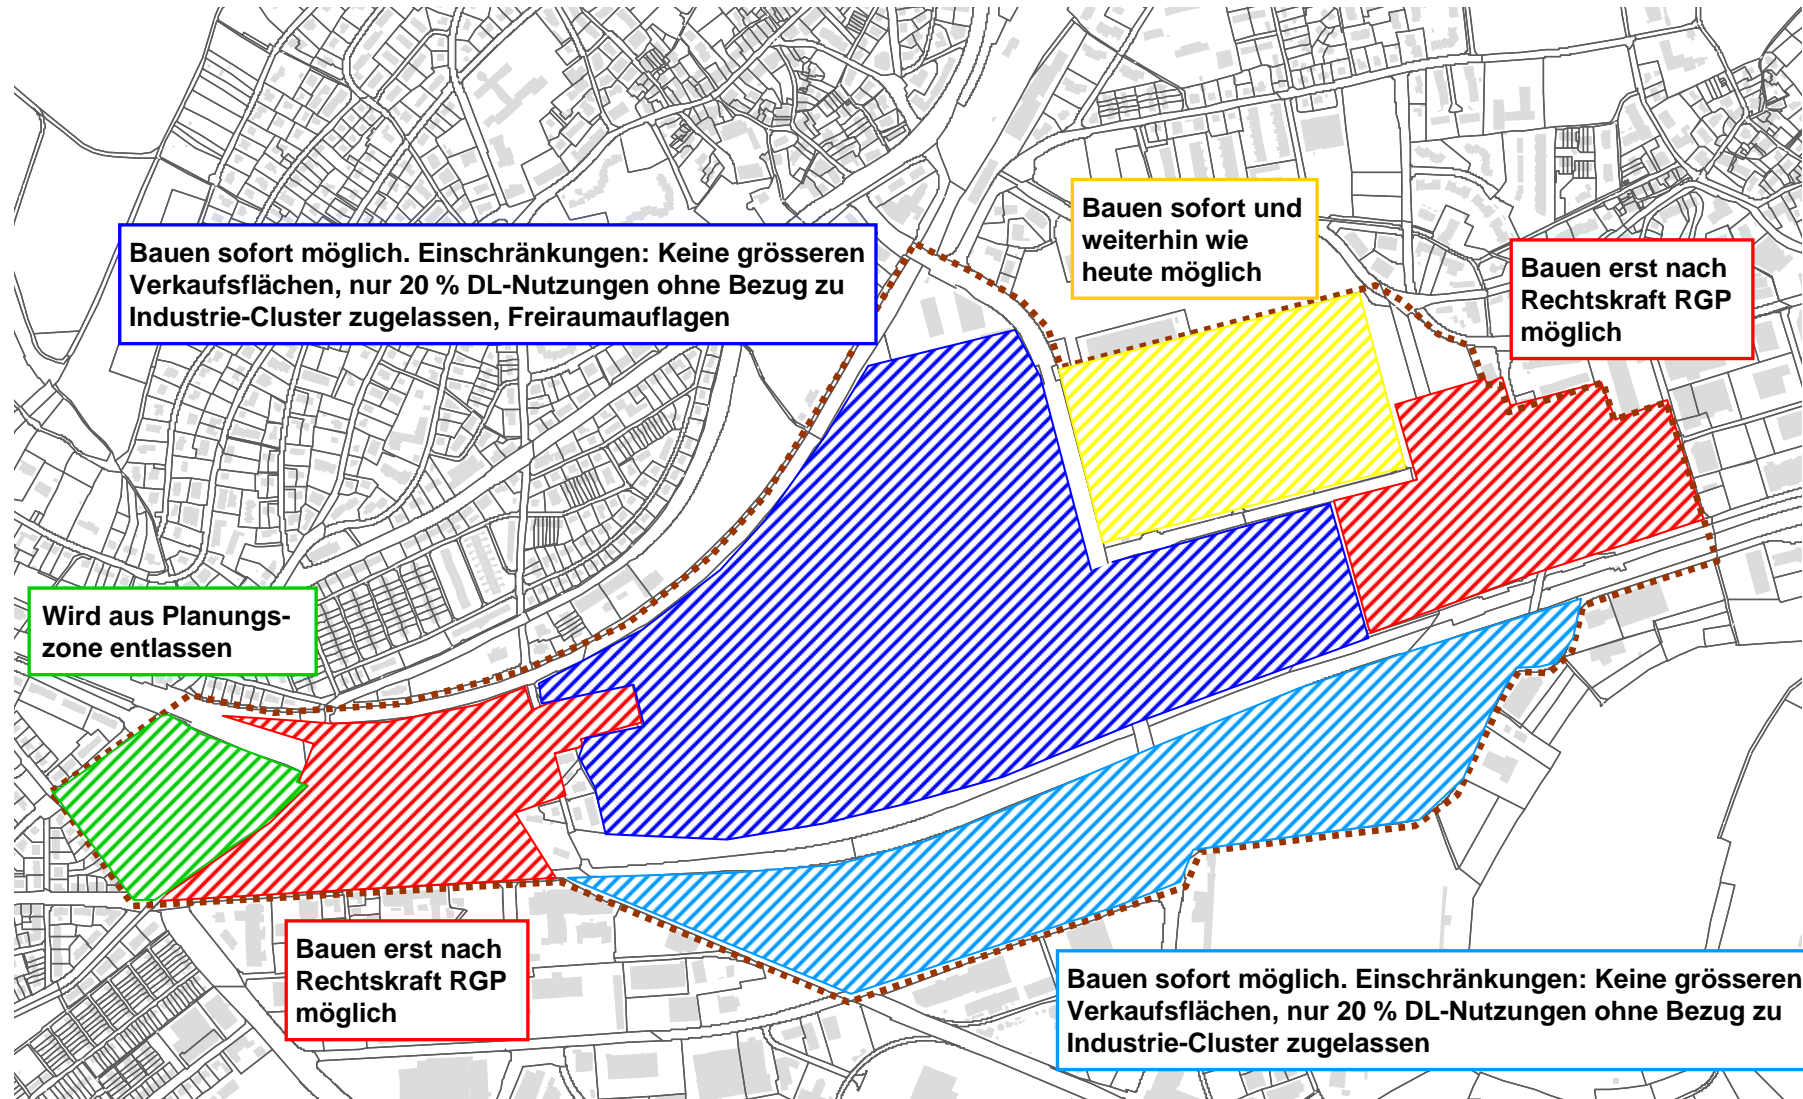 Bauen sofort und
weiterhin wie
heute möglich
Bauen sofort möglich. Einschränkungen: Keine grösseren
Verkaufsflächen, nur 20 % DL-Nutzungen ohne Bezug zu
Industrie-Cluster zugelassen, Freiraumauflagen
Bauen erst nach
Rechtskraft RGP
möglich
Wird aus Planungs-
zone entlassen
Bauen erst nach
Rechtskraft RGP
möglich
Bauen sofort möglich. Einschränkungen: Keine grösseren
Verkaufsflächen, nur 20 % DL-Nutzungen ohne Bezug zu
Industrie-Cluster zugelassen